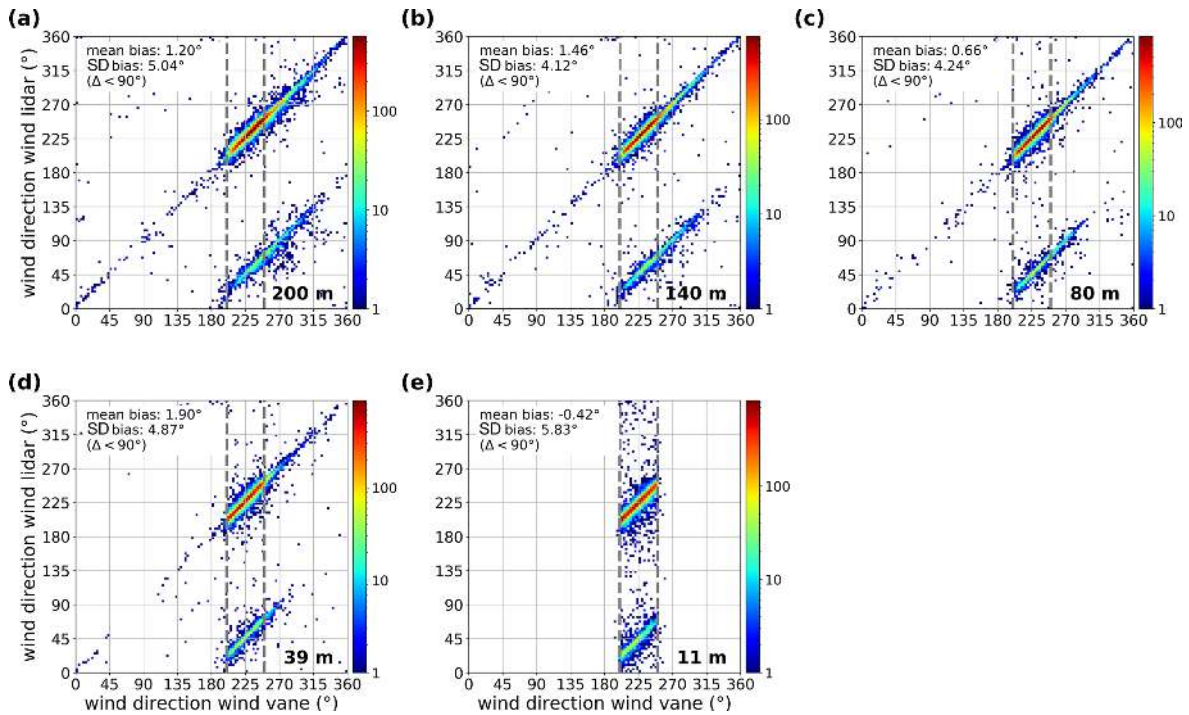 (a)
wind direction wind lidar (°)
360
315
270
225
180
135
90
45
0
mean bias: 1.20°
SD bias: 5.04°
(Δ < 90°)
200 m
0 45 90 135 180 225 270 315 360
100
10
1
(b)
360
315
270
225
180
135
90
45
0
mean bias: 1.46°
SD bias: 4.12°
(Δ < 90°)
140 m
0 45 90 135 180 225 270 315 360
100
10
1
(c)
360
315
270
225
180
135
90
45
0
mean bias: 0.66°
SD bias: 4.24°
(Δ < 90°)
80 m
0 45 90 135 180 225 270 315 360
100
10
1
(d)
wind direction wind lidar (°)
360
315
270
225
180
135
90
45
0
mean bias: 1.90°
SD bias: 4.87°
(Δ < 90°)
39 m
0 45 90 135 180 225 270 315 360
wind direction wind vane (°)
100
10
1
(e)
360
315
270
225
180
135
90
45
0
mean bias: -0.42°
SD bias: 5.83°
(Δ < 90°)
11 m
0 45 90 135 180 225 270 315 360
wind direction wind vane (°)
100
10
1